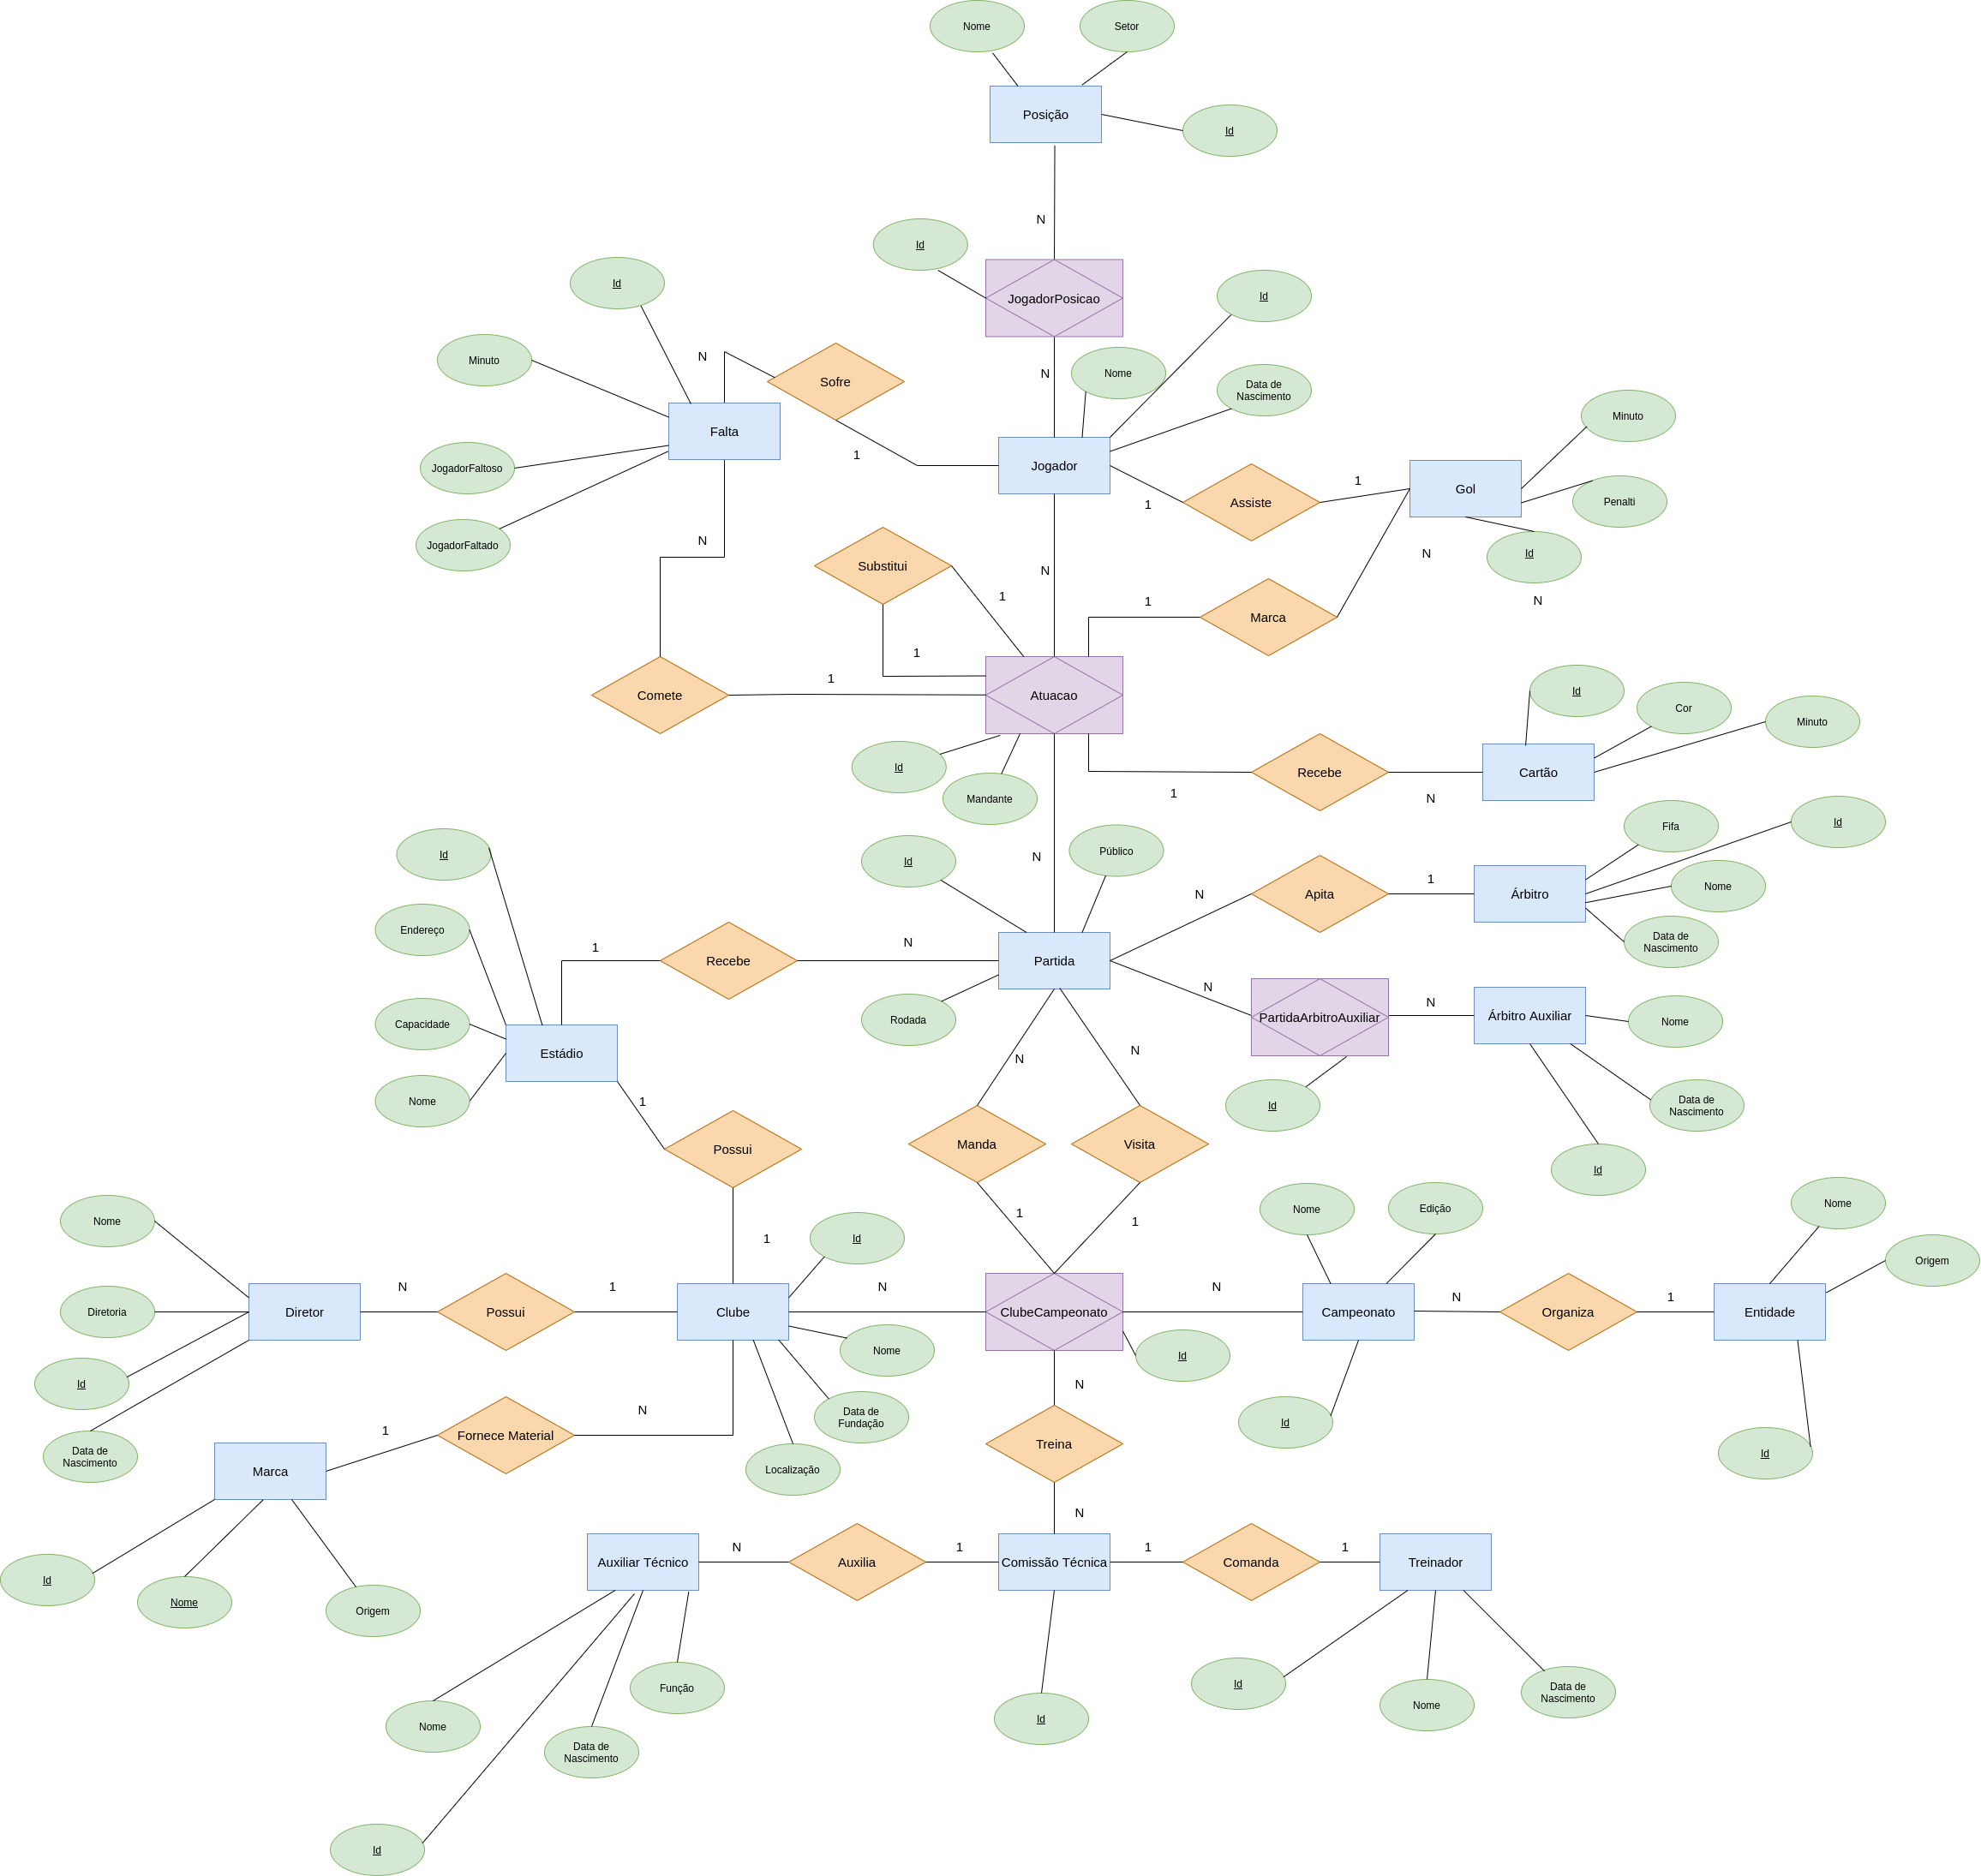 Nome
Setor
Posição
Id
N
Id
JogadorPosicao
Id
Id
Minuto
N
Sofre
N
Nome
Data de
Nascimento
Minuto
Falta
1
Jogador
JogadorFaltoso
Assiste
1
Gol
Penalti
1
JogadorFaltado
N
Id
N
Substitui
N
1
1
Marca
N
1
Comete
1
Atuacao
Id
Cor
Minuto
Id
Mandante
Recebe
Cartão
1
N
Id
Id
Público
N
Fifa
Id
Endereço
1
Recebe
N
Partida
N
Apita
1
Árbitro
Nome
Data de
Nascimento
Capacidade
Rodada
N
PartidaArbitroAuxiliar
N
Árbitro Auxiliar
Nome
Estádio
Nome
1
N
N
Id
Data de
Nascimento
Possui
Manda
Visita
Id
Nome
1
Id
1
1
Nome
Edição
Nome
Origem
Diretoria
Diretor
N
Possui
1
Clube
N
ClubeCampeonato
N
Campeonato
N
Organiza
1
Entidade
Nome
Id
Id
N
Id
Data de
Nascimento
1
Fornece Material
N
Data de
Fundação
Treina
Id
Marca
Localização
Id
N
Id
Nome
Origem
Auxiliar Técnico
N
Auxilia
1
Comissão Técnica
1
Comanda
1
Treinador
Nome
Função
Data de
Nascimento
Id
Id
Nome
Data de
Nascimento
Id